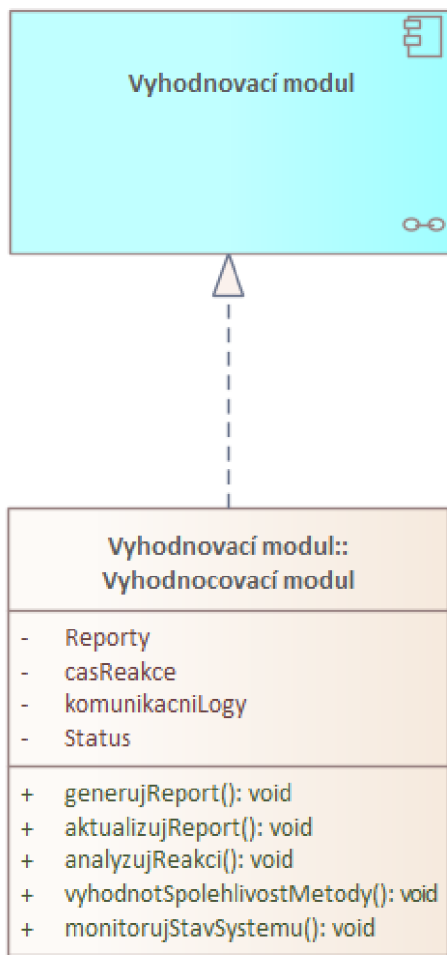 Vyhodnovací modul
Vyhodnovací modul::
Vyhodnocovací modul
- Reporty
- casReakce
- komunikacniLogy
- Status
+ generujReport(): void
+ aktualizujReport(): void
+ analyzujReakci(): void
+ vyhodnotSpolehlivostMetody(): void
+ monitorujStavSystemu(): void